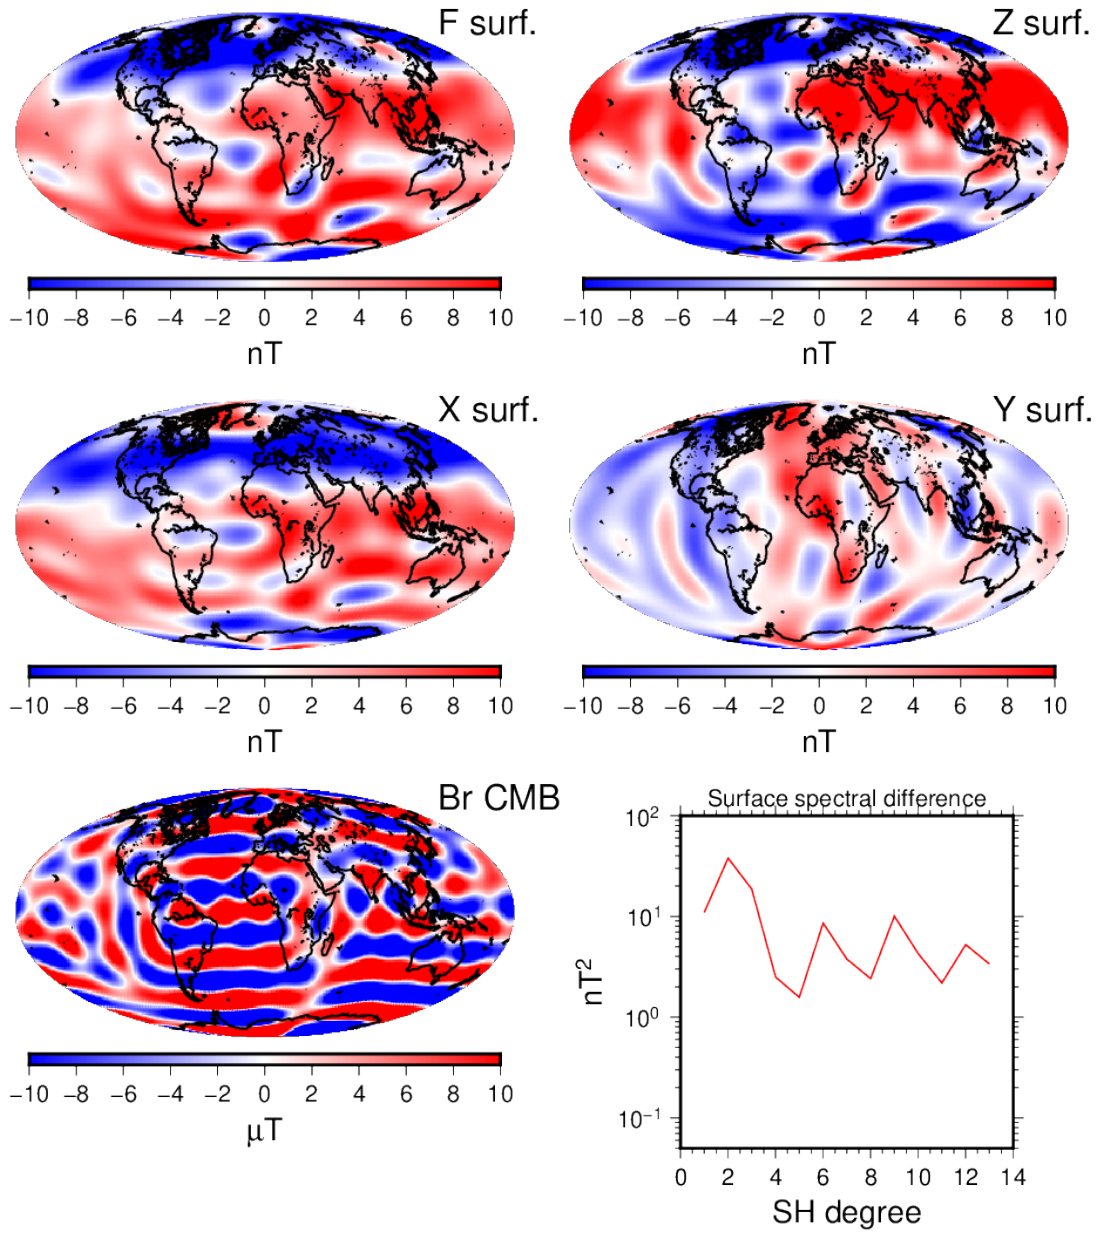 F surf.
Z surf.
−10 −8 −6 −4 −2 0 2 4 6 8 10
nT
−10 −8 −6 −4 −2 0 2 4 6 8 10
nT
X surf.
Y surf.
−10 −8 −6 −4 −2 0 2 4 6 8 10
nT
−10 −8 −6 −4 −2 0 2 4 6 8 10
nT
Br CMB
−10 −8 −6 −4 −2 0 2 4 6 8 10
μT
Surface spectral difference
10²
10¹
10⁰
10⁻¹
nT²
0 2 4 6 8 10 12 14
SH degree